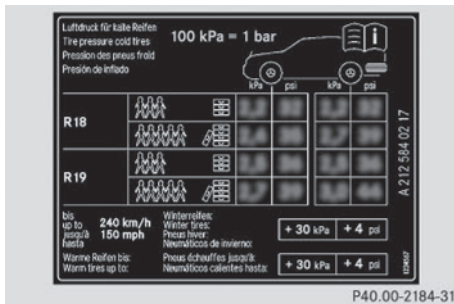 Luftdruck für kalte Reifen
Tire pressure cold tires
Pression des pneus froid
Presión de inflado
100 kPa = 1 bar
i
kPa psi kPa psi
R18
R19
A 212 584 02 17
bis
up to
jusqu'à
hasta
240 km/h
150 mph
Winterreifen:
Winter tires:
Pneus hiver:
Neumáticos de invierno:
+ 30 kPa + 4 psi
Warme Reifen bis:
Warm tires up to:
Pneus échauffes jusqu'à:
Neumáticos calientes hasta:
+ 30 kPa + 4 psi
1234567
P40.00-2184-31